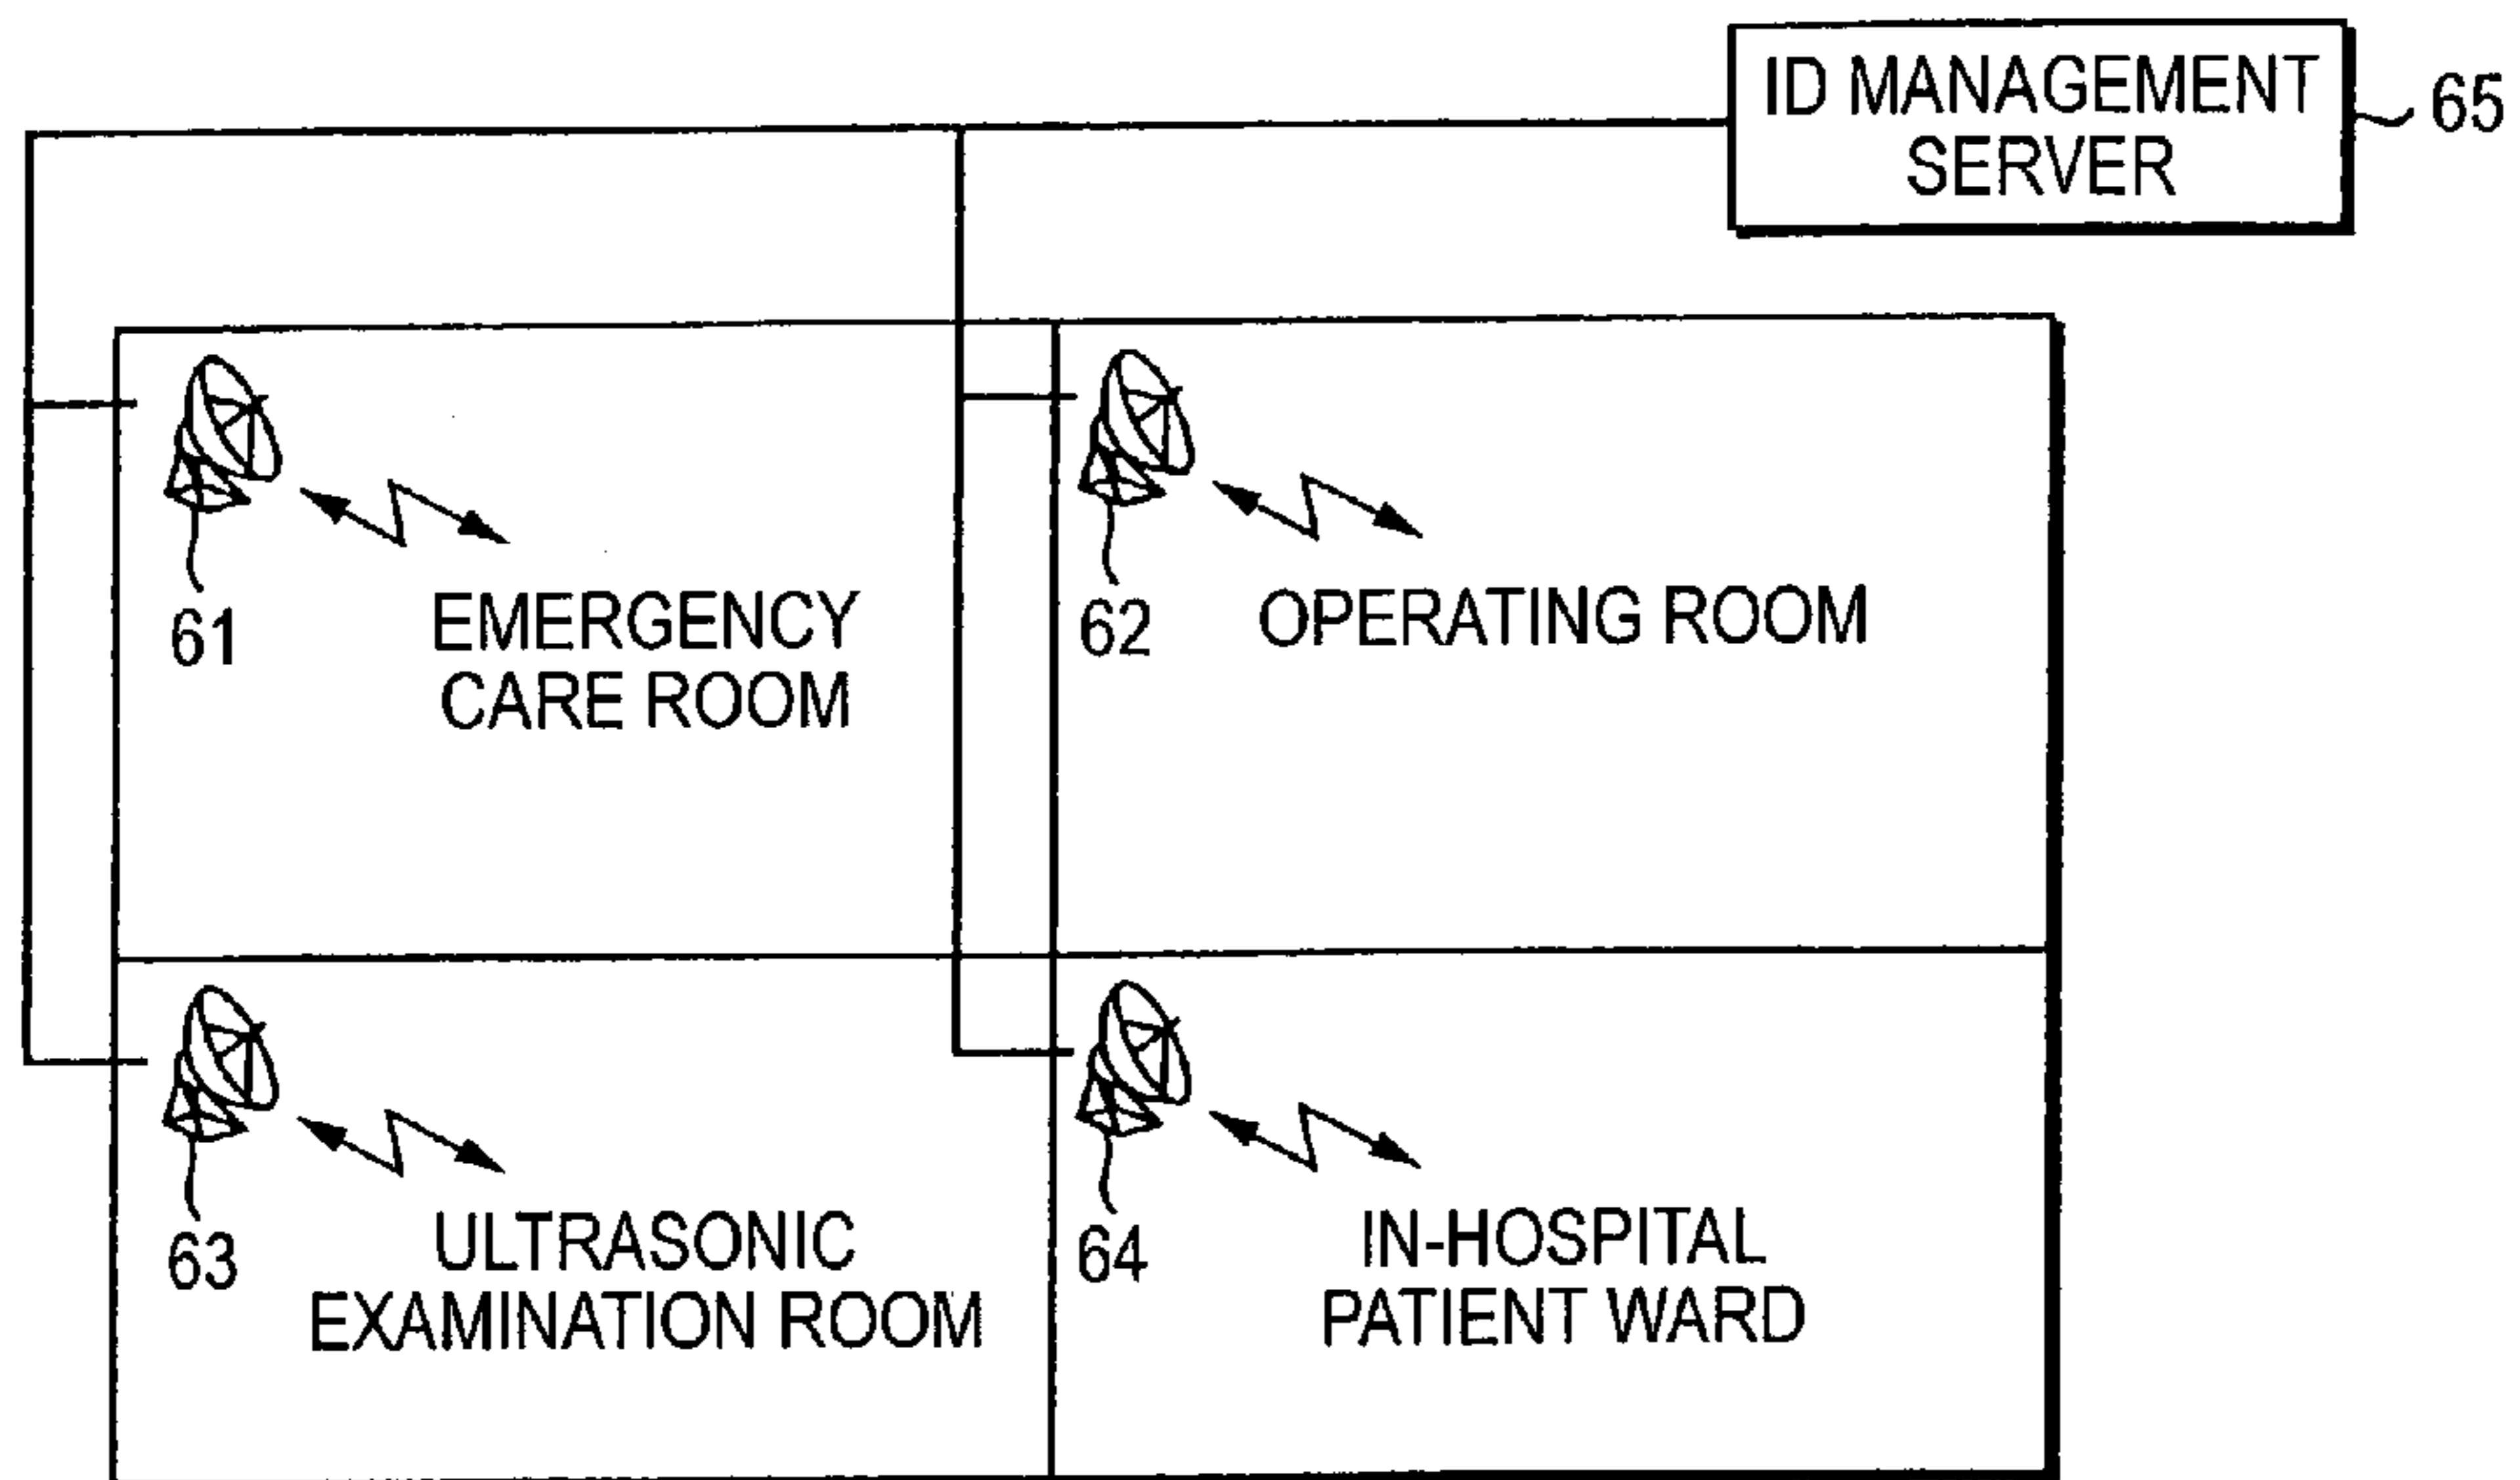 ID MANAGEMENT
SERVER
65
61
EMERGENCY
CARE ROOM
62
OPERATING ROOM
63
ULTRASONIC
EXAMINATION ROOM
64
IN-HOSPITAL
PATIENT WARD